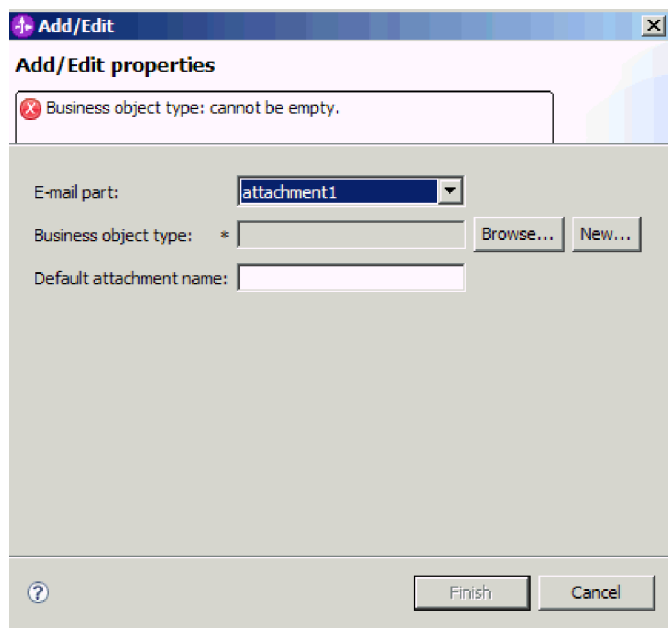 Add/Edit
Add/Edit properties
Business object type: cannot be empty.
E-mail part: attachment1
Business object type: * Browse... New...
Default attachment name:
Finish Cancel